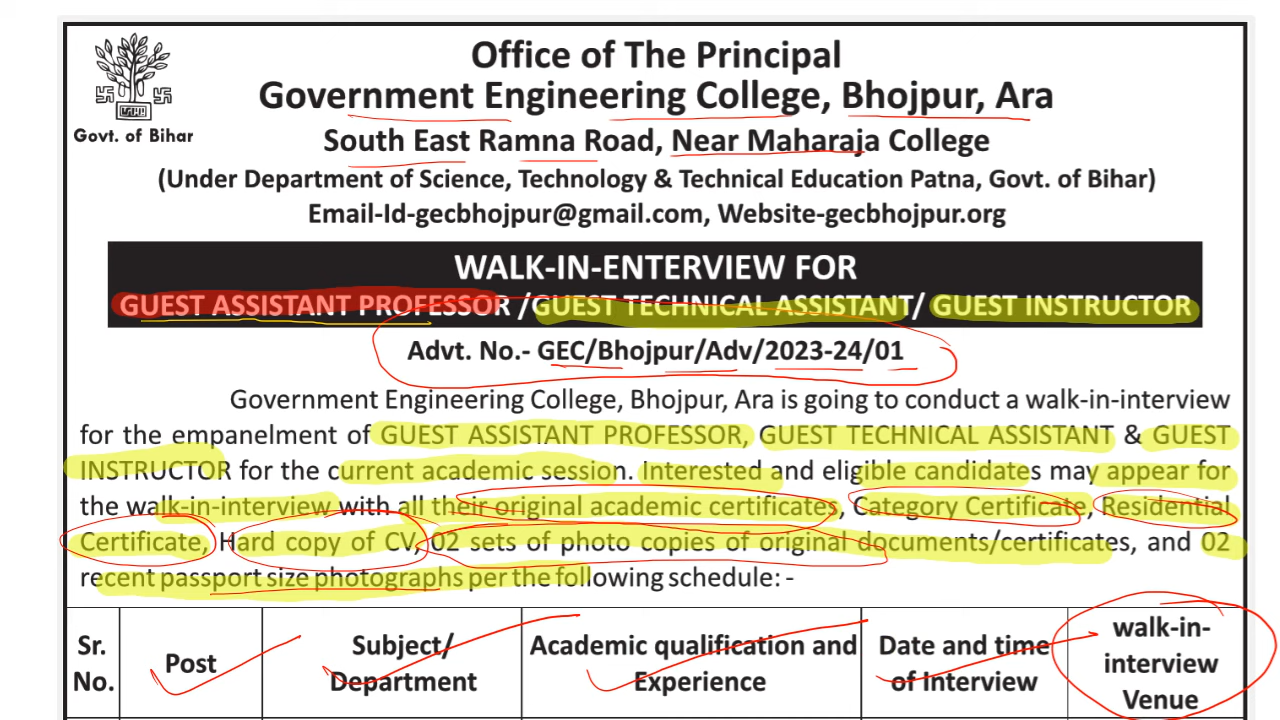 Office of The Principal
Government Engineering College, Bhojpur, Ara
South East Ramna Road, Near Maharaja College
Govt. of Bihar
(Under Department of Science, Technology & Technical Education Patna, Govt. of Bihar)
Email-Id-gecbhojpur@gmail.com, Website-gecbhojpur.org
WALK-IN-ENTERVIEW FOR
GUEST ASSISTANT PROFESSOR /GUEST TECHNICAL ASSISTANT/ GUEST INSTRUCTOR
Advt. No.- GEC/Bhojpur/Adv/2023-24/01
Government Engineering College, Bhojpur, Ara is going to conduct a walk-in-interview
for the empanelment of GUEST ASSISTANT PROFESSOR, GUEST TECHNICAL ASSISTANT & GUEST
INSTRUCTOR for the current academic session. Interested and eligible candidates may appear for
the walk-in-interview with all their original academic certificates, Category Certificate, Residential
Certificate, Hard copy of CV, 02 sets of photo copies of original documents/certificates, and 02
recent passport size photographs per the following schedule: -
Sr. No.
Post
Subject/ Department
Academic qualification and Experience
Date and time of Interview
walk-in-interview Venue